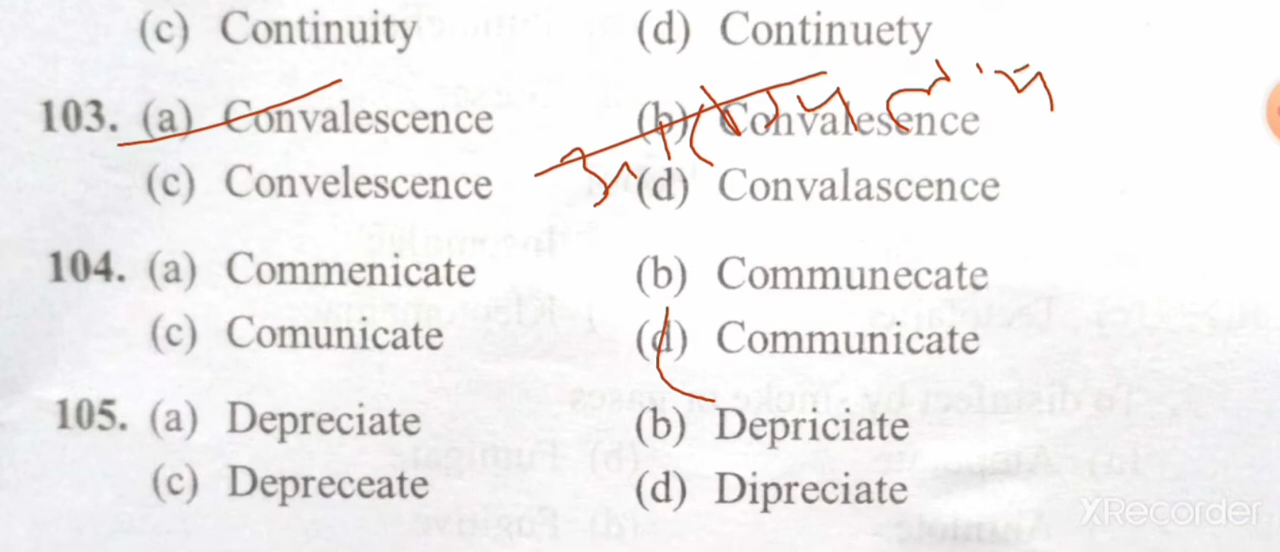 (c) Continuity (d) Continuety
103. (a) Convalescence (b) Convalesence
(c) Convelescence (d) Convalascence
104. (a) Commenicate (b) Communecate
(c) Comunicate (d) Communicate
105. (a) Depreciate (b) Depriciate
(c) Depreceate (d) Dipreciate
XRecorder